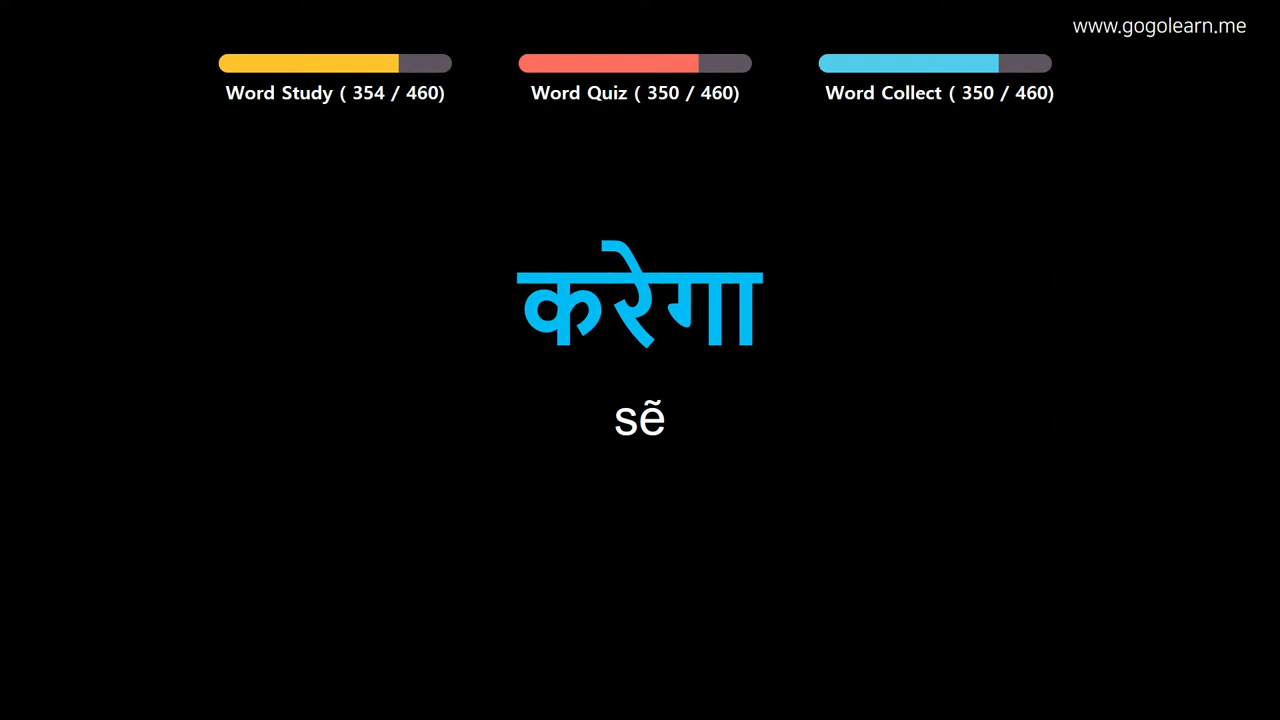 www.gogolearn.me
Word Study ( 354 / 460)
Word Quiz ( 350 / 460)
Word Collect ( 350 / 460)
करेगा
sẽ